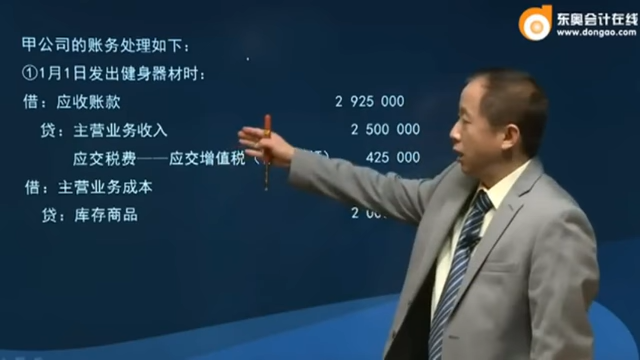 东奥会计在线
www.dongao.com
甲公司的账务处理如下：
①1月1日发出健身器材时：
借：应收账款 2 925 000
贷：主营业务收入 2 500 000
应交税费——应交增值税（ 425 000
借：主营业务成本
贷：库存商品 2 00